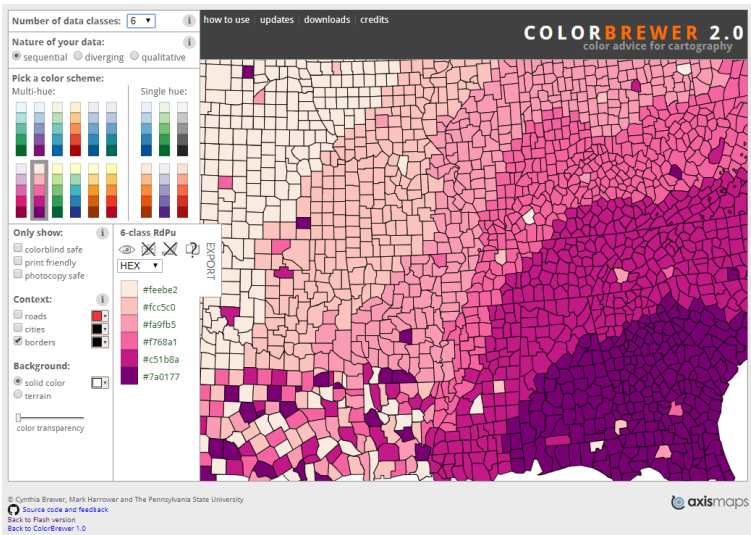 Number of data classes: 6 i
how to use | updates | downloads | credits
COLORBREWER 2.0
color advice for cartography
Nature of your data: i
sequential diverging qualitative
Pick a color scheme:
Multi-hue: Single hue:
Only show: i
colorblind safe
print friendly
photocopy safe
Context: i
roads
cities
borders
Background:
solid color
terrain
color transparency
6-class RdPu
?
HEX
EXPORT
#feebe2
#fcc5c0
#fa9fb5
#f768a1
#c51b8a
#7a0177
© Cynthia Brewer, Mark Harrower and The Pennsylvania State University
Source code and feedback
Back to Flash version
Back to ColorBrewer 1.0
axismaps